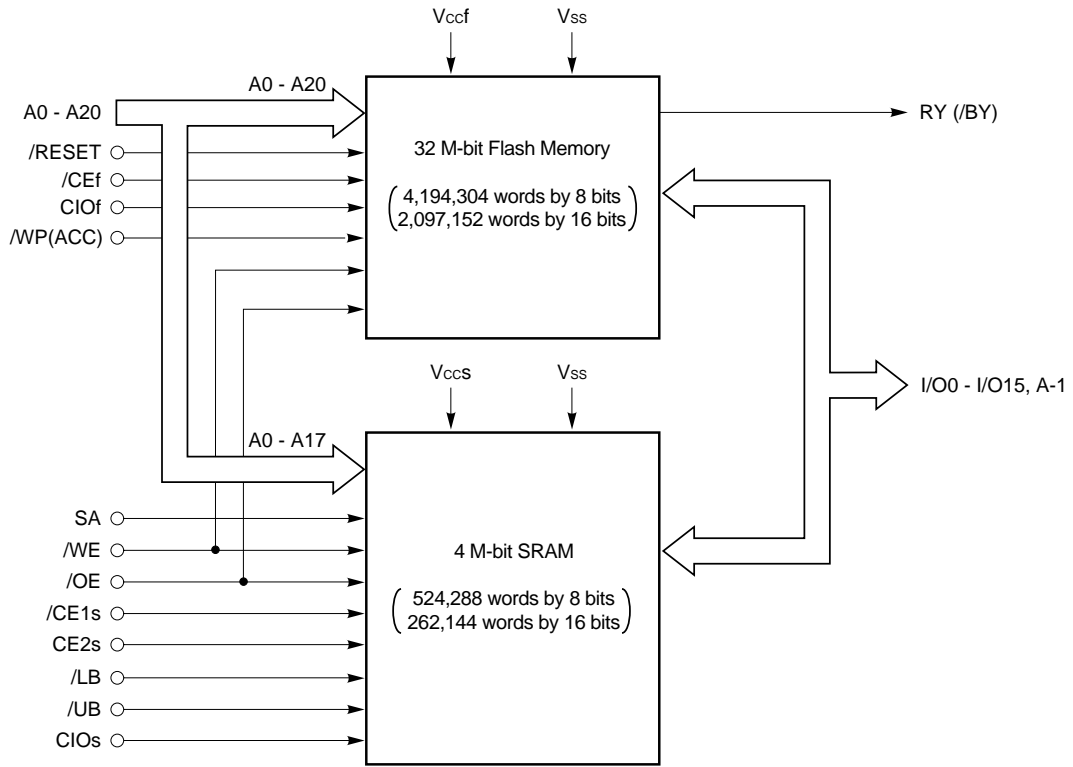 Vccf
Vss
A0 - A20
A0 - A20
/RESET
/CEf
CIOf
/WP(ACC)
32 M-bit Flash Memory
4,194,304 words by 8 bits
2,097,152 words by 16 bits
RY (/BY)
I/O0 - I/O15, A-1
Vccs
Vss
A0 - A17
SA
/WE
/OE
/CE1s
CE2s
/LB
/UB
CIOs
4 M-bit SRAM
524,288 words by 8 bits
262,144 words by 16 bits